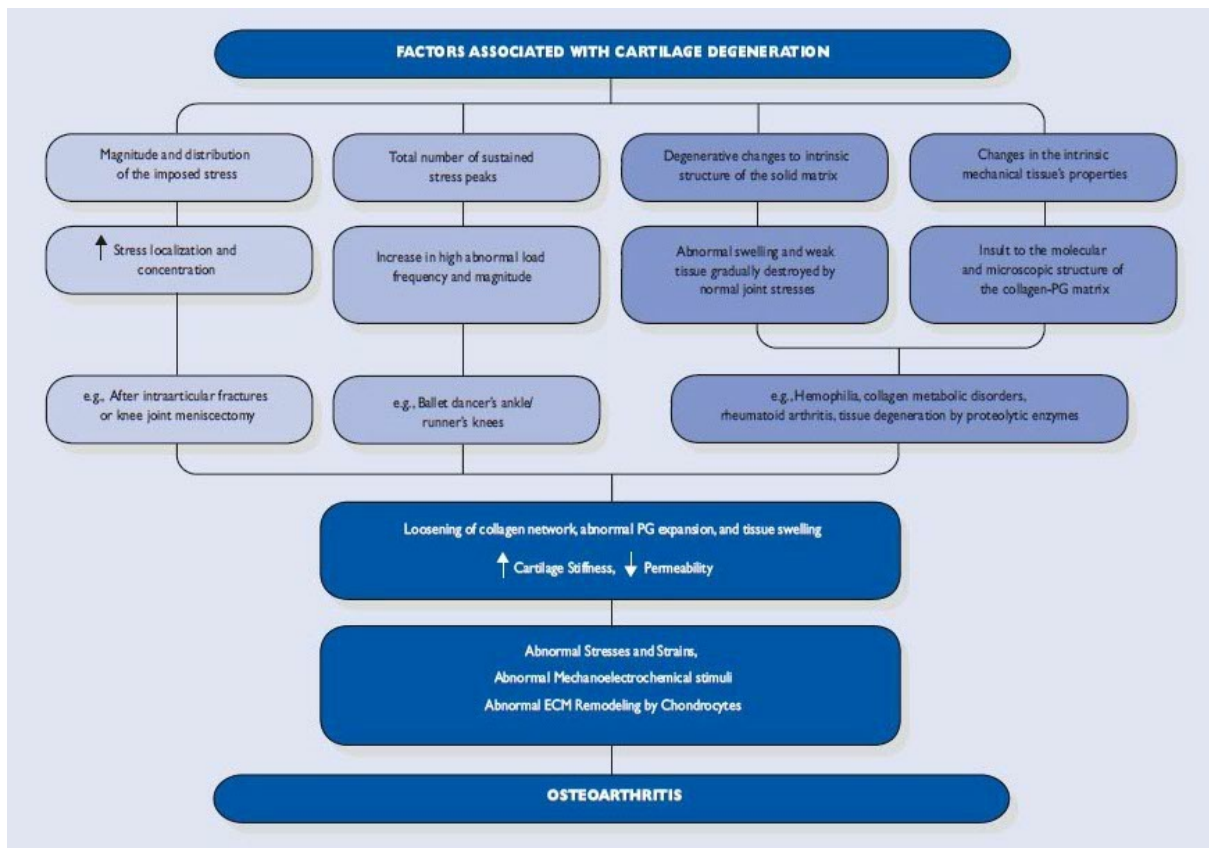 FACTORS ASSOCIATED WITH CARTILAGE DEGENERATION
Magnitude and distribution
of the imposed stress
Total number of sustained
stress peaks
Degenerative changes to intrinsic
structure of the solid matrix
Changes in the intrinsic
mechanical tissue's properties
↑ Stress localization and
concentration
Increase in high abnormal load
frequency and magnitude
Abnormal swelling and weak
tissue gradually destroyed by
normal joint stresses
Insult to the molecular
and microscopic structure of
the collagen-PG matrix
e.g., After intraarticular fractures
or knee joint meniscectomy
e.g., Ballet dancer's ankle/
runner's knees
e.g., Hemophilia, collagen metabolic disorders,
rheumatoid arthritis, tissue degeneration by proteolytic enzymes
Loosening of collagen network, abnormal PG expansion, and tissue swelling
↑ Cartilage Stiffness, ↓ Permeability
Abnormal Stresses and Strains,
Abnormal Mechanoelectrochemical stimuli
Abnormal ECM Remodeling by Chondrocytes
OSTEOARTHRITIS